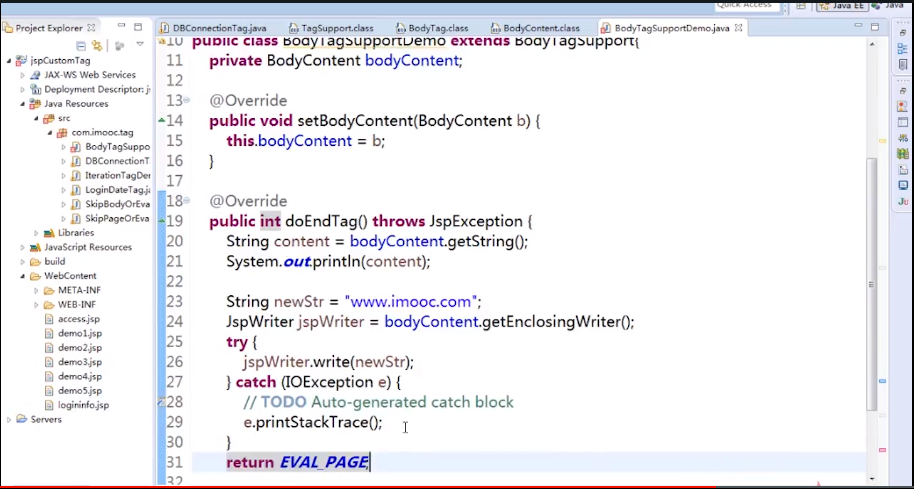 Quick Access
Java EE
Java
Project Explorer
DBConnectionTag.java
TagSupport.class
BodyTag.class
BodyContent.class
BodyTagSupportDemo.java
jspCustomTag
JAX-WS Web Services
Deployment Descriptor: j
Java Resources
src
com.imooc.tag
BodyTagSuppo
DBConnectionT
IterationTagDer
LoginDateTag.ja
SkipBodyOrEva
SkipPageOrEva
Libraries
JavaScript Resources
build
WebContent
META-INF
WEB-INF
access.jsp
demo1.jsp
demo2.jsp
demo3.jsp
demo4.jsp
demo5.jsp
logininfo.jsp
Servers
10 public class BodyTagSupportDemo extends BodyTagSupport{
11 private BodyContent bodyContent;
12
13 @Override
14 public void setBodyContent(BodyContent b) {
15 this.bodyContent = b;
16 }
17
18 @Override
19 public int doEndTag() throws JspException {
20 String content = bodyContent.getString();
21 System.out.println(content);
22
23 String newStr = "www.imooc.com";
24 JspWriter jspWriter = bodyContent.getEnclosingWriter();
25 try {
26 jspWriter.write(newStr);
27 } catch (IOException e) {
28 // TODO Auto-generated catch block
29 e.printStackTrace();
30 }
31 return EVAL_PAGE;
32